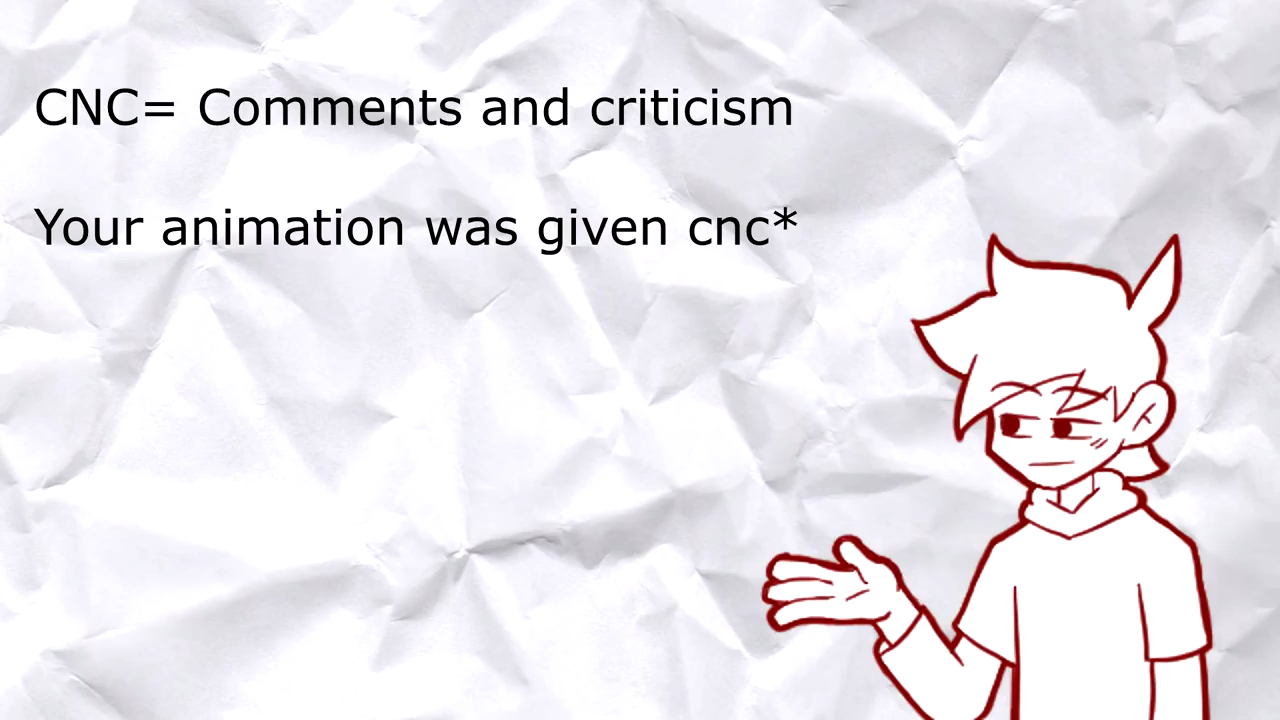 CNC= Comments and criticism
Your animation was given cnc*